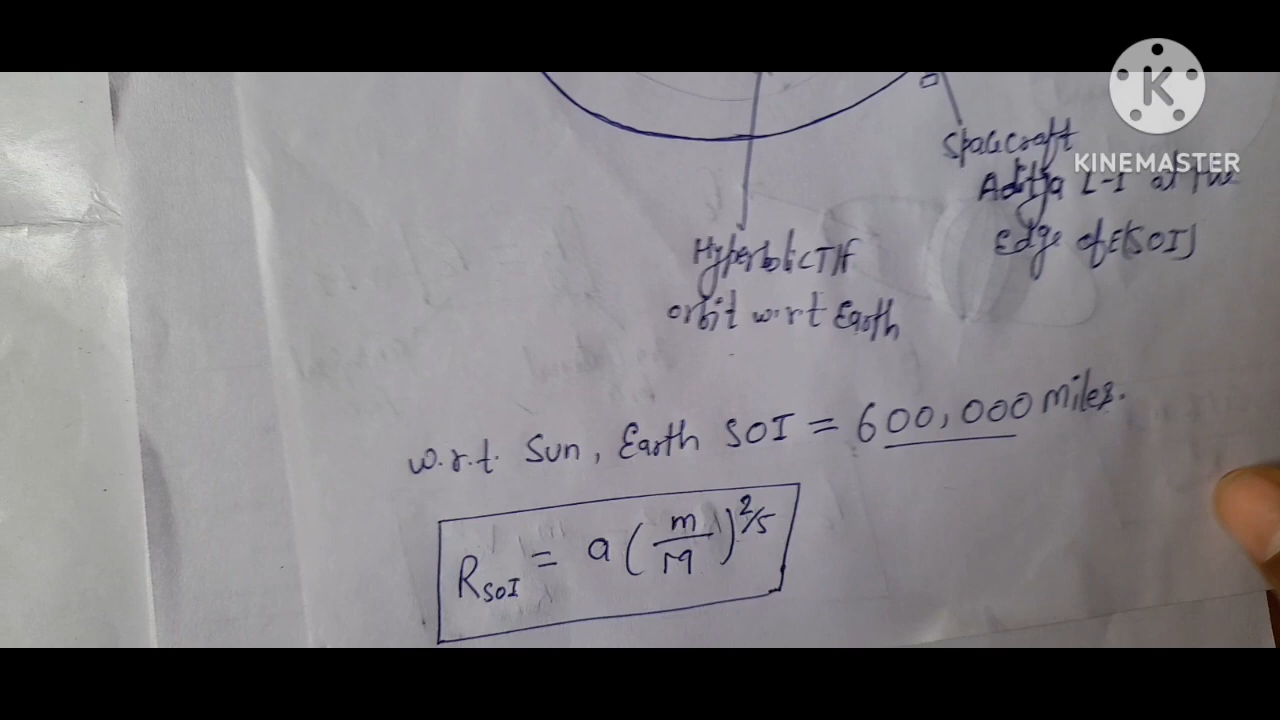 K
KINEMASTER
Spacecraft
Aditya L-1 at the
Edge of E(SOI)
Hyperbolic
orbit w.r.t Earth
w.r.t. Sun, Earth SOI = 600,000 miles.
R_SOI = a (m/M)^2/5